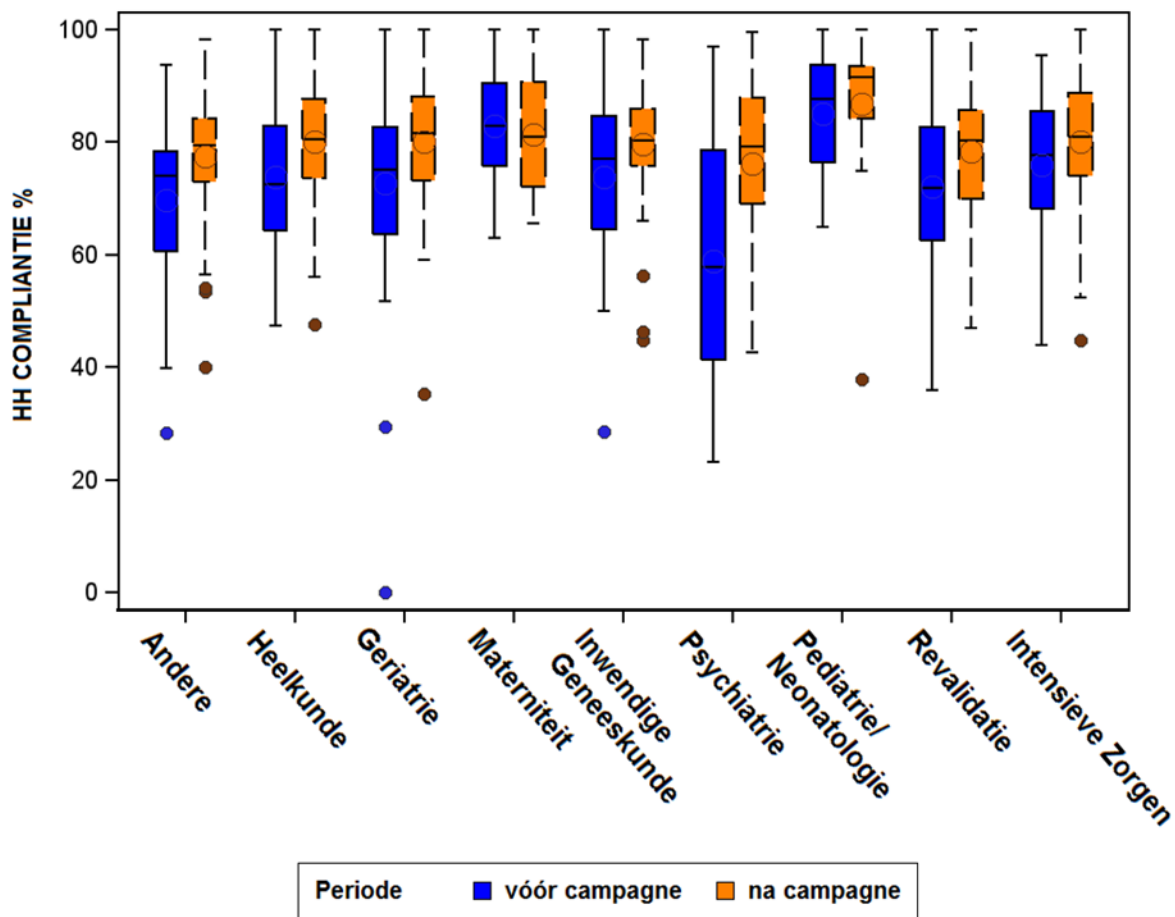 HH COMPLIANTIE %
100
80
60
40
20
0
Andere
Heelkunde
Geriatrie
Materniteit
Inwendige
Geneeskunde
Psychiatrie
Pediatrie/
Neonatologie
Revalidatie
Intensieve Zorgen
Periode vóór campagne na campagne